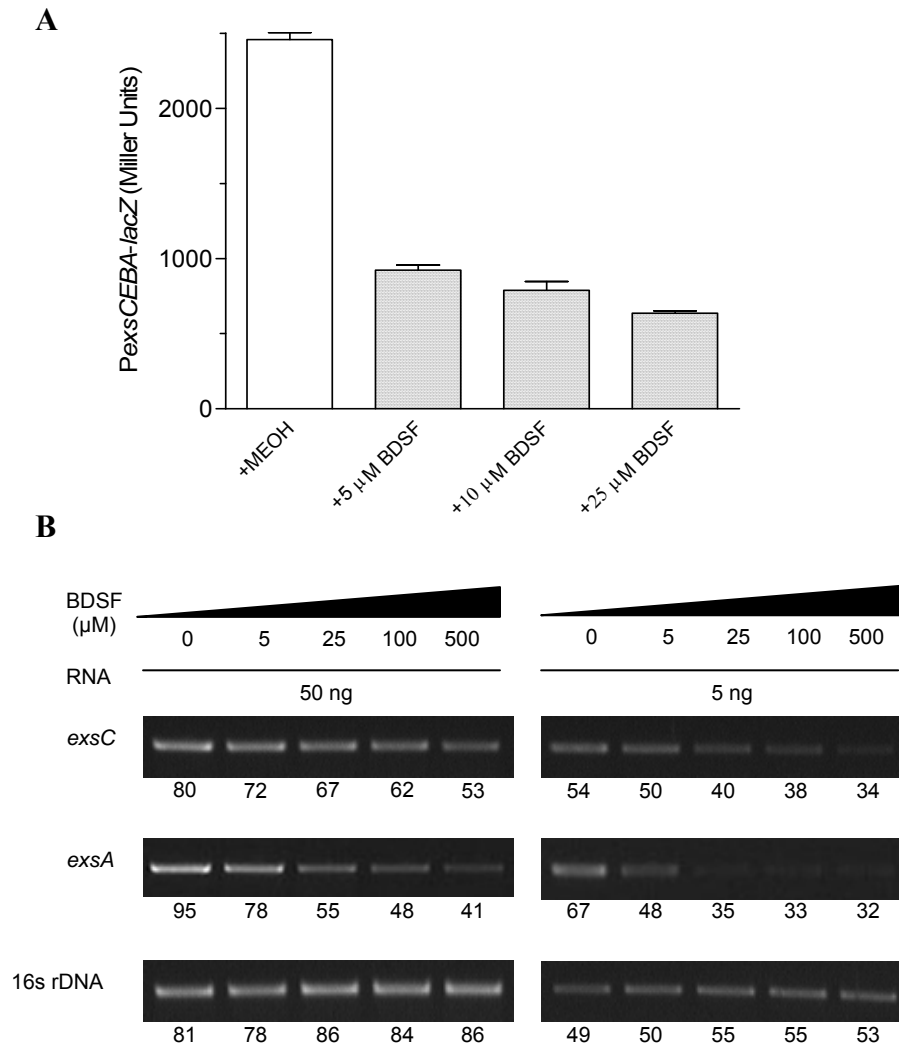 A
PexsCEBA-lacZ (Miller Units)
2000
1000
0
+MEOH
+5 μM BDSF
+10 μM BDSF
+25 μM BDSF
B
BDSF
(μM)
0 5 25 100 500 0 5 25 100 500
RNA
50 ng 5 ng
exsC
80 72 67 62 53 54 50 40 38 34
exsA
95 78 55 48 41 67 48 35 33 32
16s rDNA
81 78 86 84 86 49 50 55 55 53